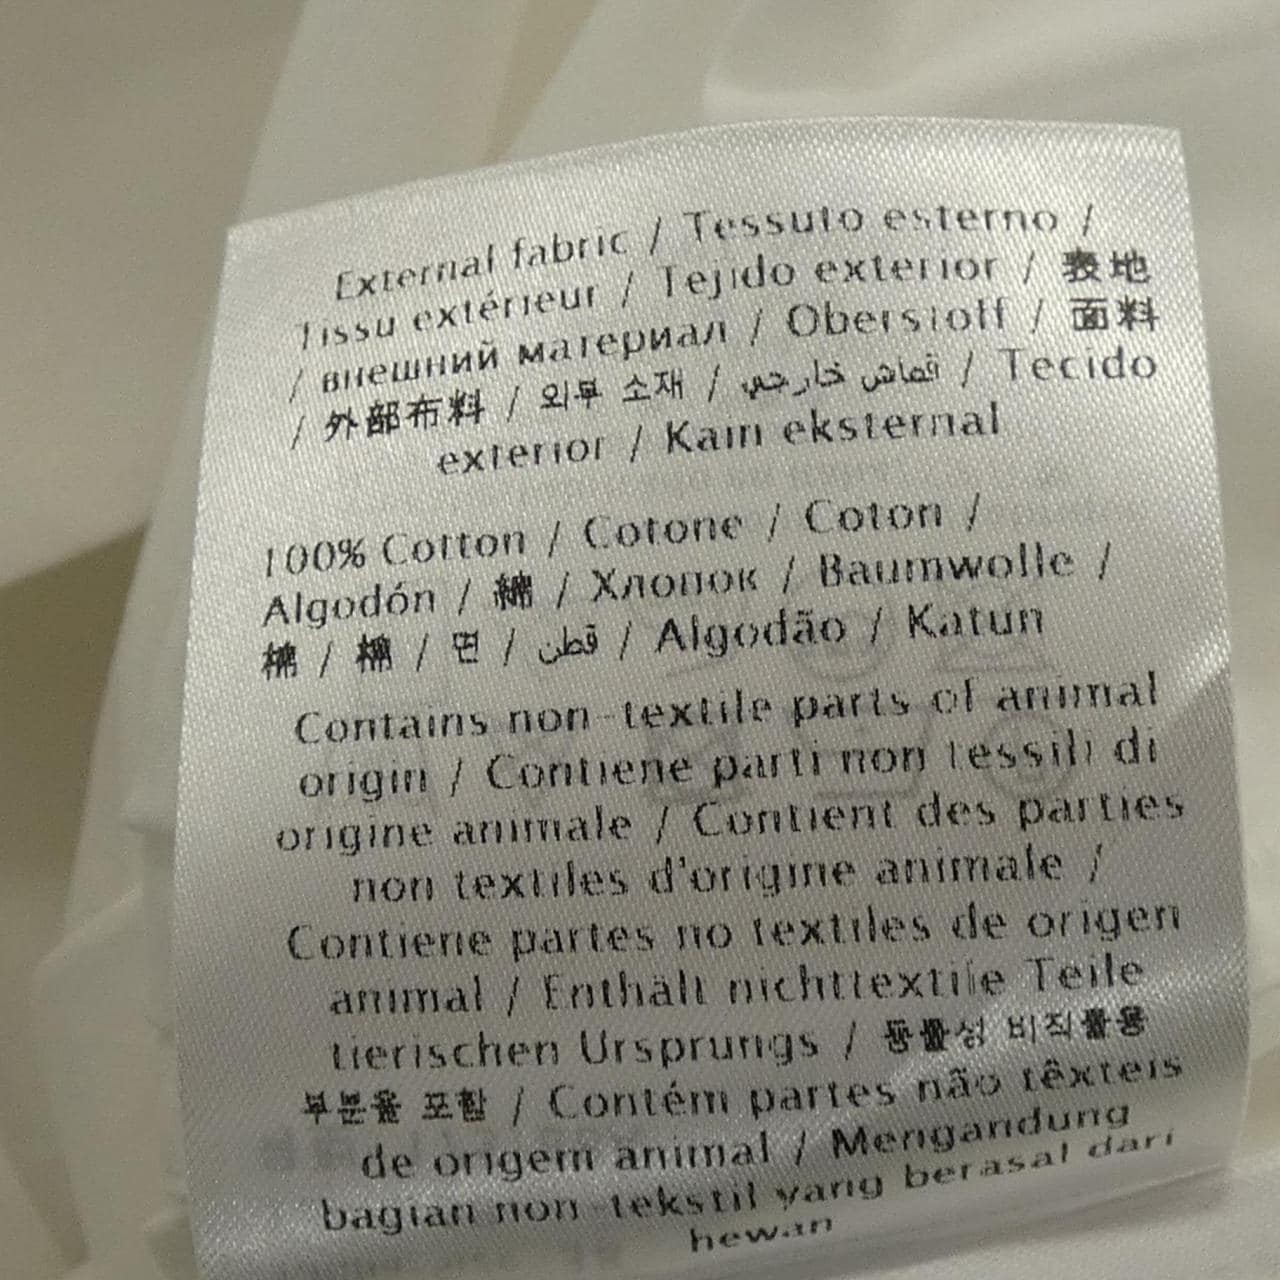 External fabric / Tessuto esterno /
Tissu extérieur / Tejido exterior / 表地
/ внешний материал / Oberstoff / 面料
/ 外部布料 / 외부 소재 / قماش خارجي / Tecido
exterior / Kain eksternal
100% Cotton / Cotone / Coton /
Algodón / 綿 / Хлопок / Baumwolle /
棉 / 棉 / 면 / قطن / Algodão / Katun
Contains non-textile parts of animal
origin / Contiene parti non tessili di
origine animale / Contient des parties
non textiles d'origine animale /
Contiene partes no textiles de origen
animal / Enthält nichttextile Teile
tierischen Ursprungs / 동물성 비직물용
부분을 포함 / Contém partes não têxteis
de origem animal / Mengandung
bagian non-tekstil yang berasal dari
hewan